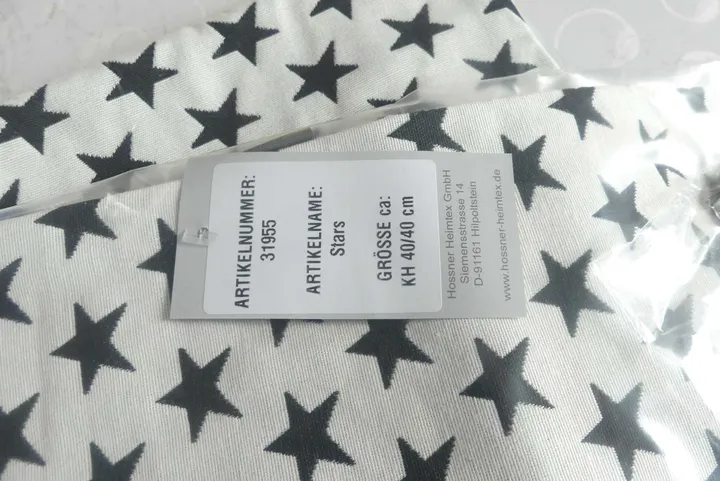 ARTIKELNUMMER:
31955
ARTIKELNAME:
Stars
GRÖSSE ca:
KH 40/40 cm
Hossner Heimtex GmbH
Siemensstrasse 14
D-91161 Hilpoltstein
www.hossner-heimtex.de